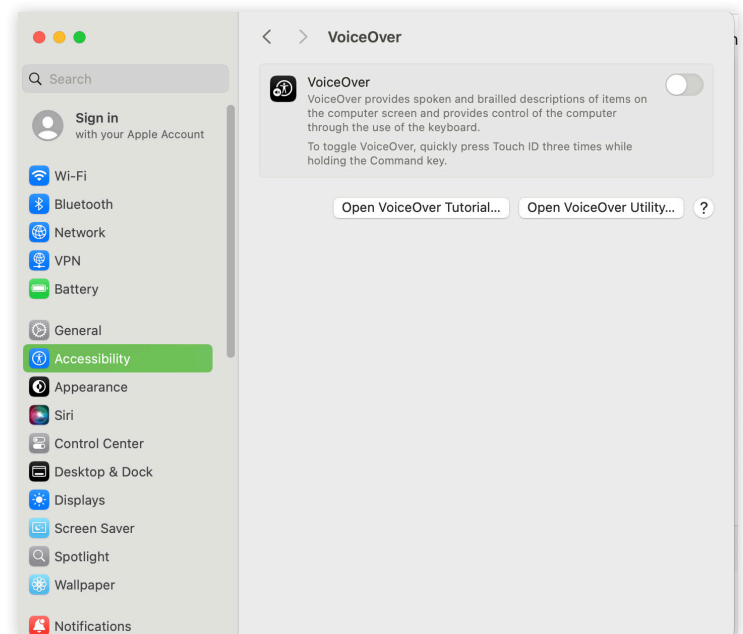 VoiceOver
Search
Sign in
with your Apple Account
Wi-Fi
Bluetooth
Network
VPN
Battery
General
Accessibility
Appearance
Siri
Control Center
Desktop & Dock
Displays
Screen Saver
Spotlight
Wallpaper
Notifications
VoiceOver
VoiceOver provides spoken and brailled descriptions of items on
the computer screen and provides control of the computer
through the use of the keyboard.
To toggle VoiceOver, quickly press Touch ID three times while
holding the Command key.
Open VoiceOver Tutorial... Open VoiceOver Utility... ?